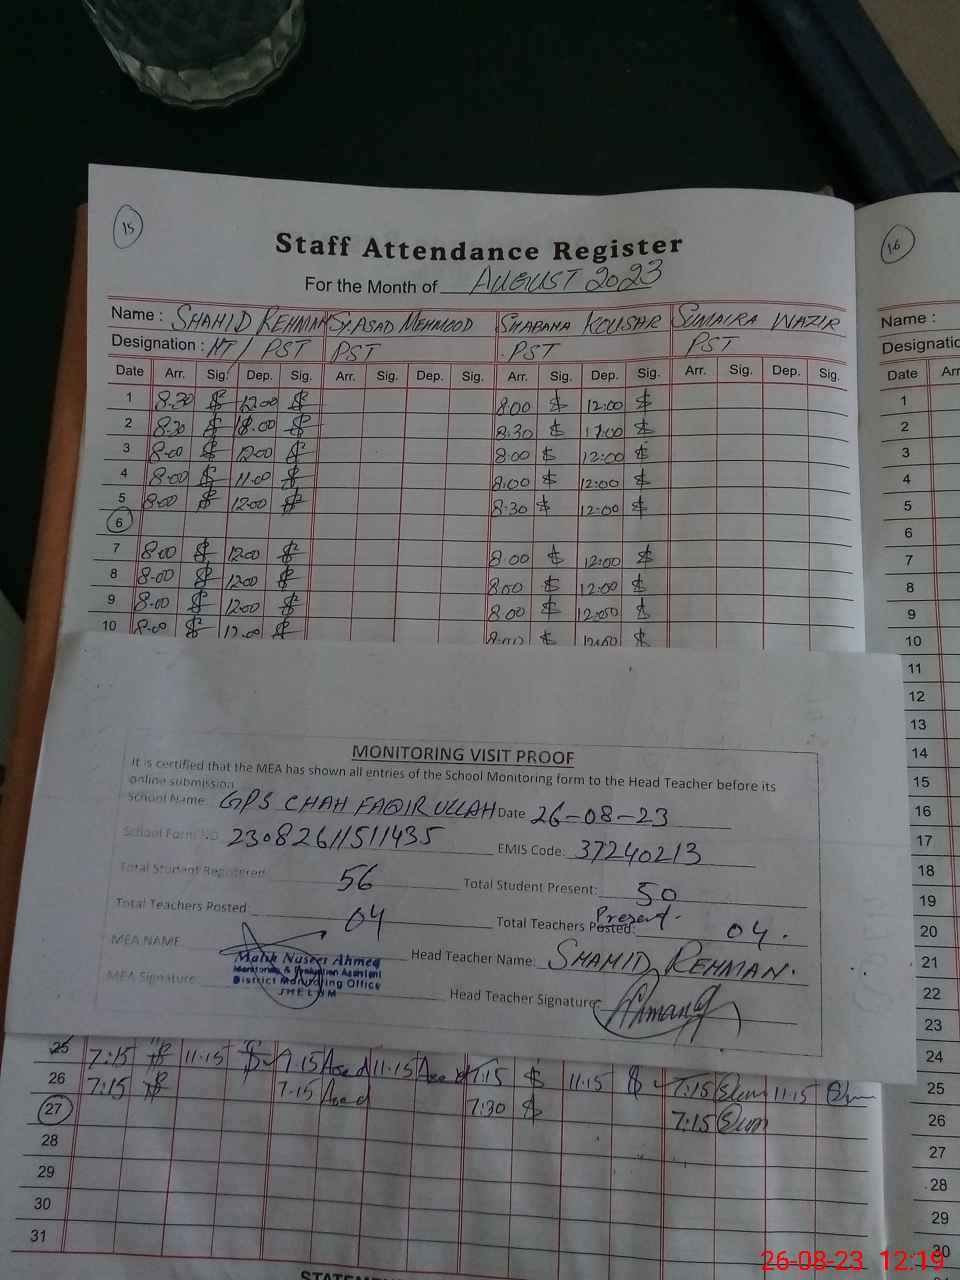 15
Staff Attendance Register
For the Month of AUGUST 2023
16
Name : SHAHID REHMAN Sr. ASAD MEHMOOD SHABANA KOUSAR SUMAIRA WAZIR
Name :
Designation : HT / PST PST PST PST
Date Arr. Sig. Dep. Sig. Arr. Sig. Dep. Sig. Arr. Sig. Dep. Sig. Arr. Sig. Dep. Sig.
Date
1 8.30 12.00 8:00 12:00
1
2 8.30 8:30
2
3 8.00 12.00 8:00 12:00
3
4 8.00 11.00 8:00 12:00
4
5 8.00 12.00 8:30 12:00
5
6
6
7 8.00 12.00 8.00 12:00
7
8 8.00 12.00 8:00 12:00
8
9 8.00 12.00 8:00 12:00
9
10 8.00 12.00 8:00 12:00
10
11
12
13
14
15
16
17
18
19
20
21
22
23
24
MONITORING VISIT PROOF
It is certified that the MEA has shown all entries of the School Monitoring form to the Head Teacher before its
online submission
School Name: GPS CHAH FAQIR ULLAH Date 26-08-23
School Form NO 23082611511435 EMIS Code: 37240213
Total Student Registered: 56 Total Student Present: 50
Total Teachers Posted: 04 Total Teachers Posted: Present. 04.
MEA NAME Head Teacher Name: SHAHID REHMAN.
Malik Naseer Ahmed
Monitoring & Evaluation Assistant
District Monitoring Office
JHELUM
MEA Signature: Head Teacher Signature:
25 7:15 11.15 7.15 Asad 11.15 Asad 7:15 11:15 7:15 Sum 11:15
25
26 7:15 7.15 Asad 7:30 7:15 Sum
26
27
27
28
28
29
29
30
30
31
26-08-23 12:19